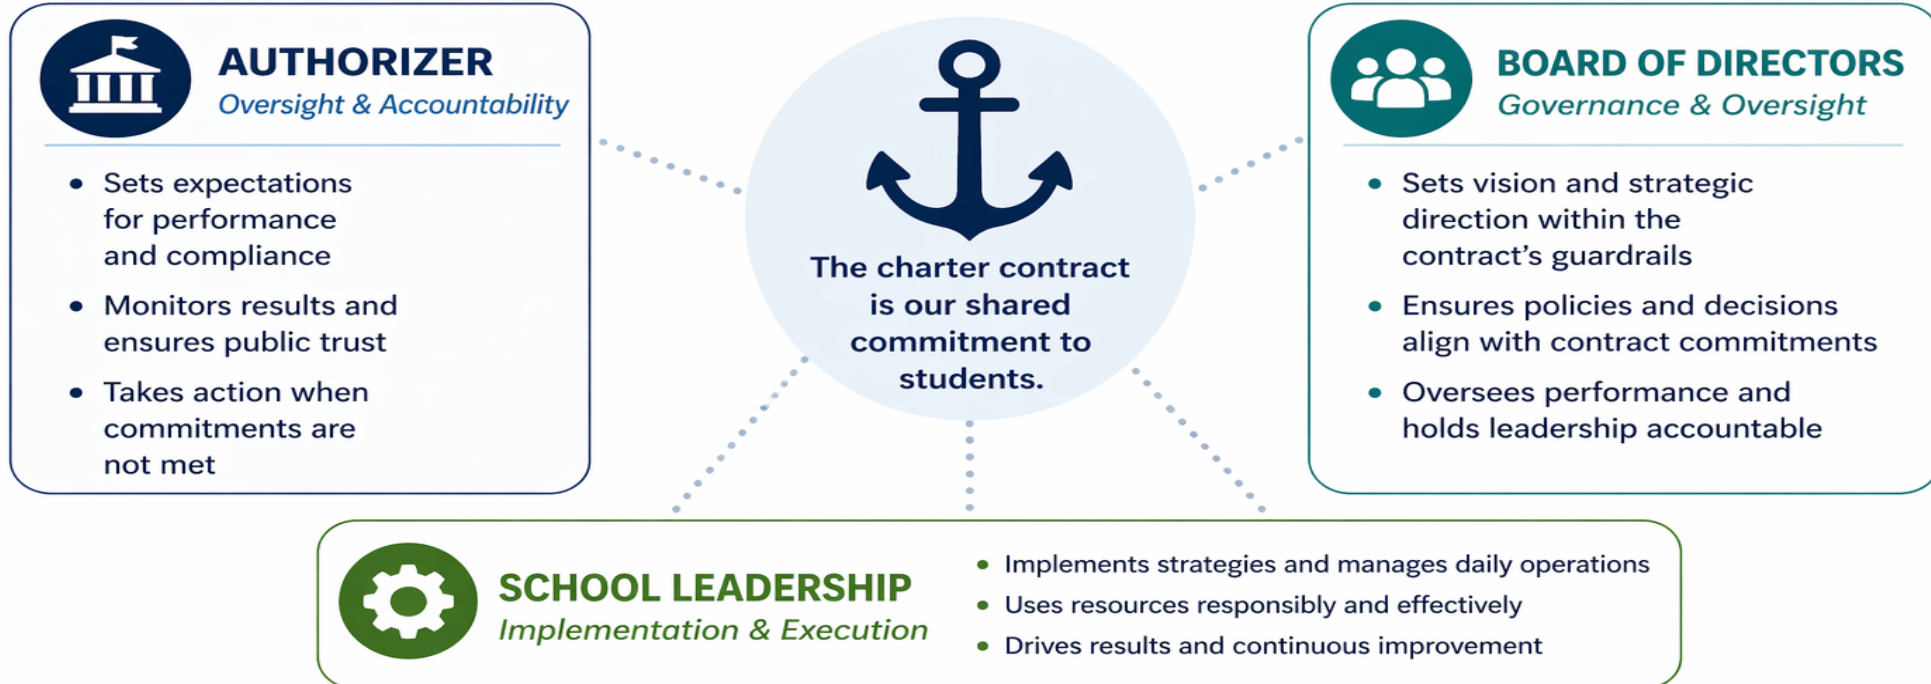 AUTHORIZER
Oversight & Accountability
• Sets expectations
for performance
and compliance
• Monitors results and
ensures public trust
• Takes action when
commitments are
not met
The charter contract
is our shared
commitment to
students.
BOARD OF DIRECTORS
Governance & Oversight
• Sets vision and strategic
direction within the
contract’s guardrails
• Ensures policies and decisions
align with contract commitments
• Oversees performance and
holds leadership accountable
SCHOOL LEADERSHIP
Implementation & Execution
• Implements strategies and manages daily operations
• Uses resources responsibly and effectively
• Drives results and continuous improvement